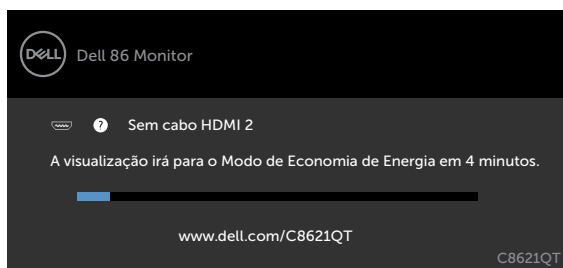 DELL
Dell 86 Monitor
? Sem cabo HDMI 2
A visualização irá para o Modo de Economia de Energia em 4 minutos.
www.dell.com/C8621QT
C8621QT